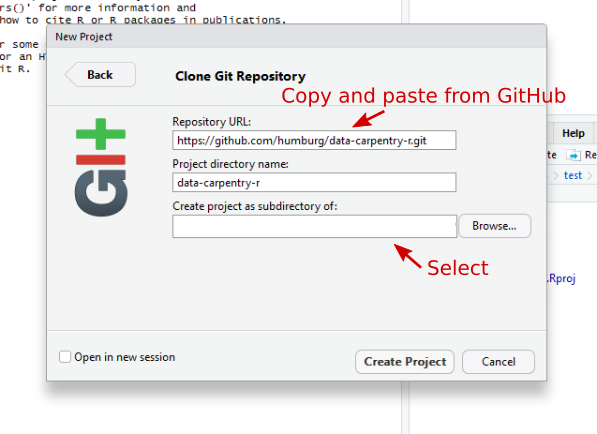 rs()' for more information and
how to cite R or R packages in publications.
New Project
r some
or an H
it R.
Back
Clone Git Repository
Copy and paste from GitHub
Repository URL:
https://github.com/humburg/data-carpentry-r.git
Help
te Re
Project directory name:
test
data-carpentry-r
GIT
Create project as subdirectory of:
Browse...
Select
.Rproj
Open in new session
Create Project
Cancel